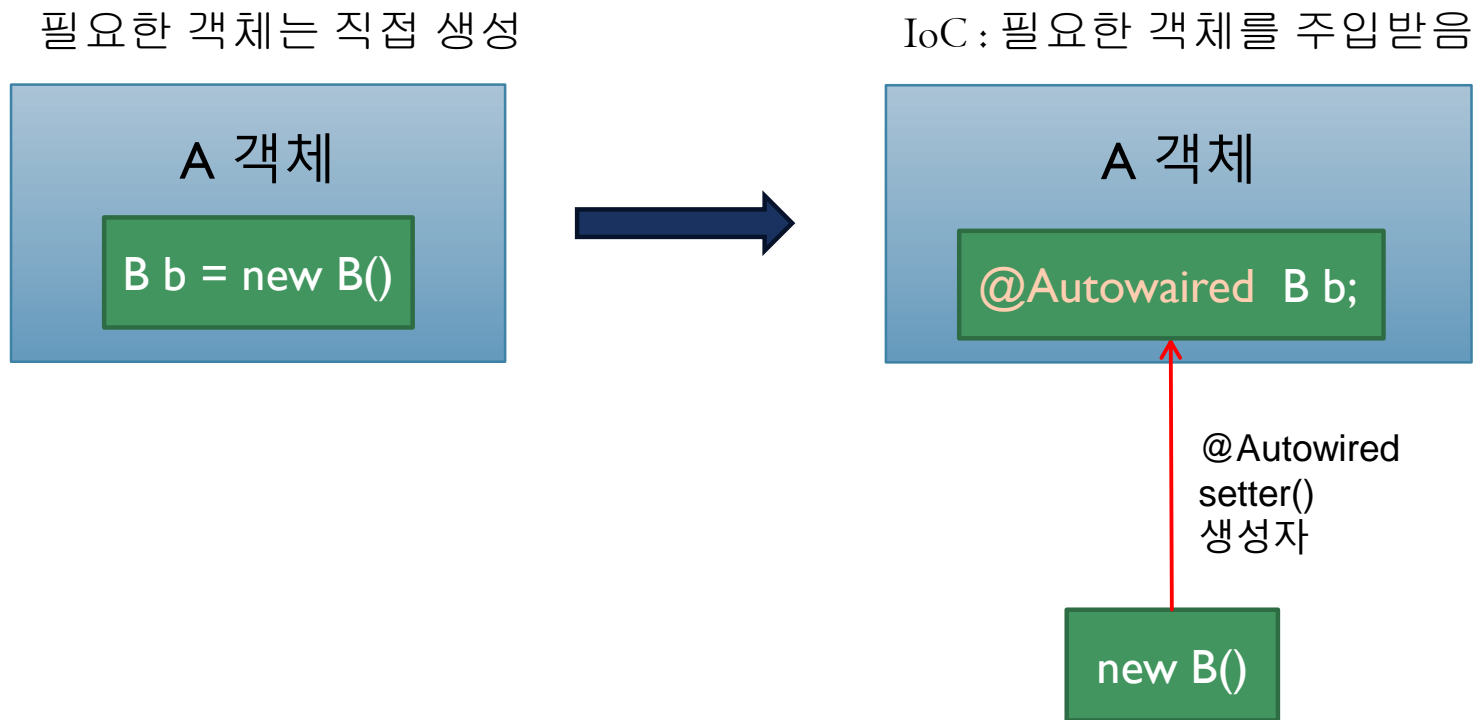 필요한 객체는 직접 생성
A 객체
B b = new B()
IoC : 필요한 객체를 주입받음
A 객체
@Autowaired B b;
@Autowired
setter()
생성자
new B()